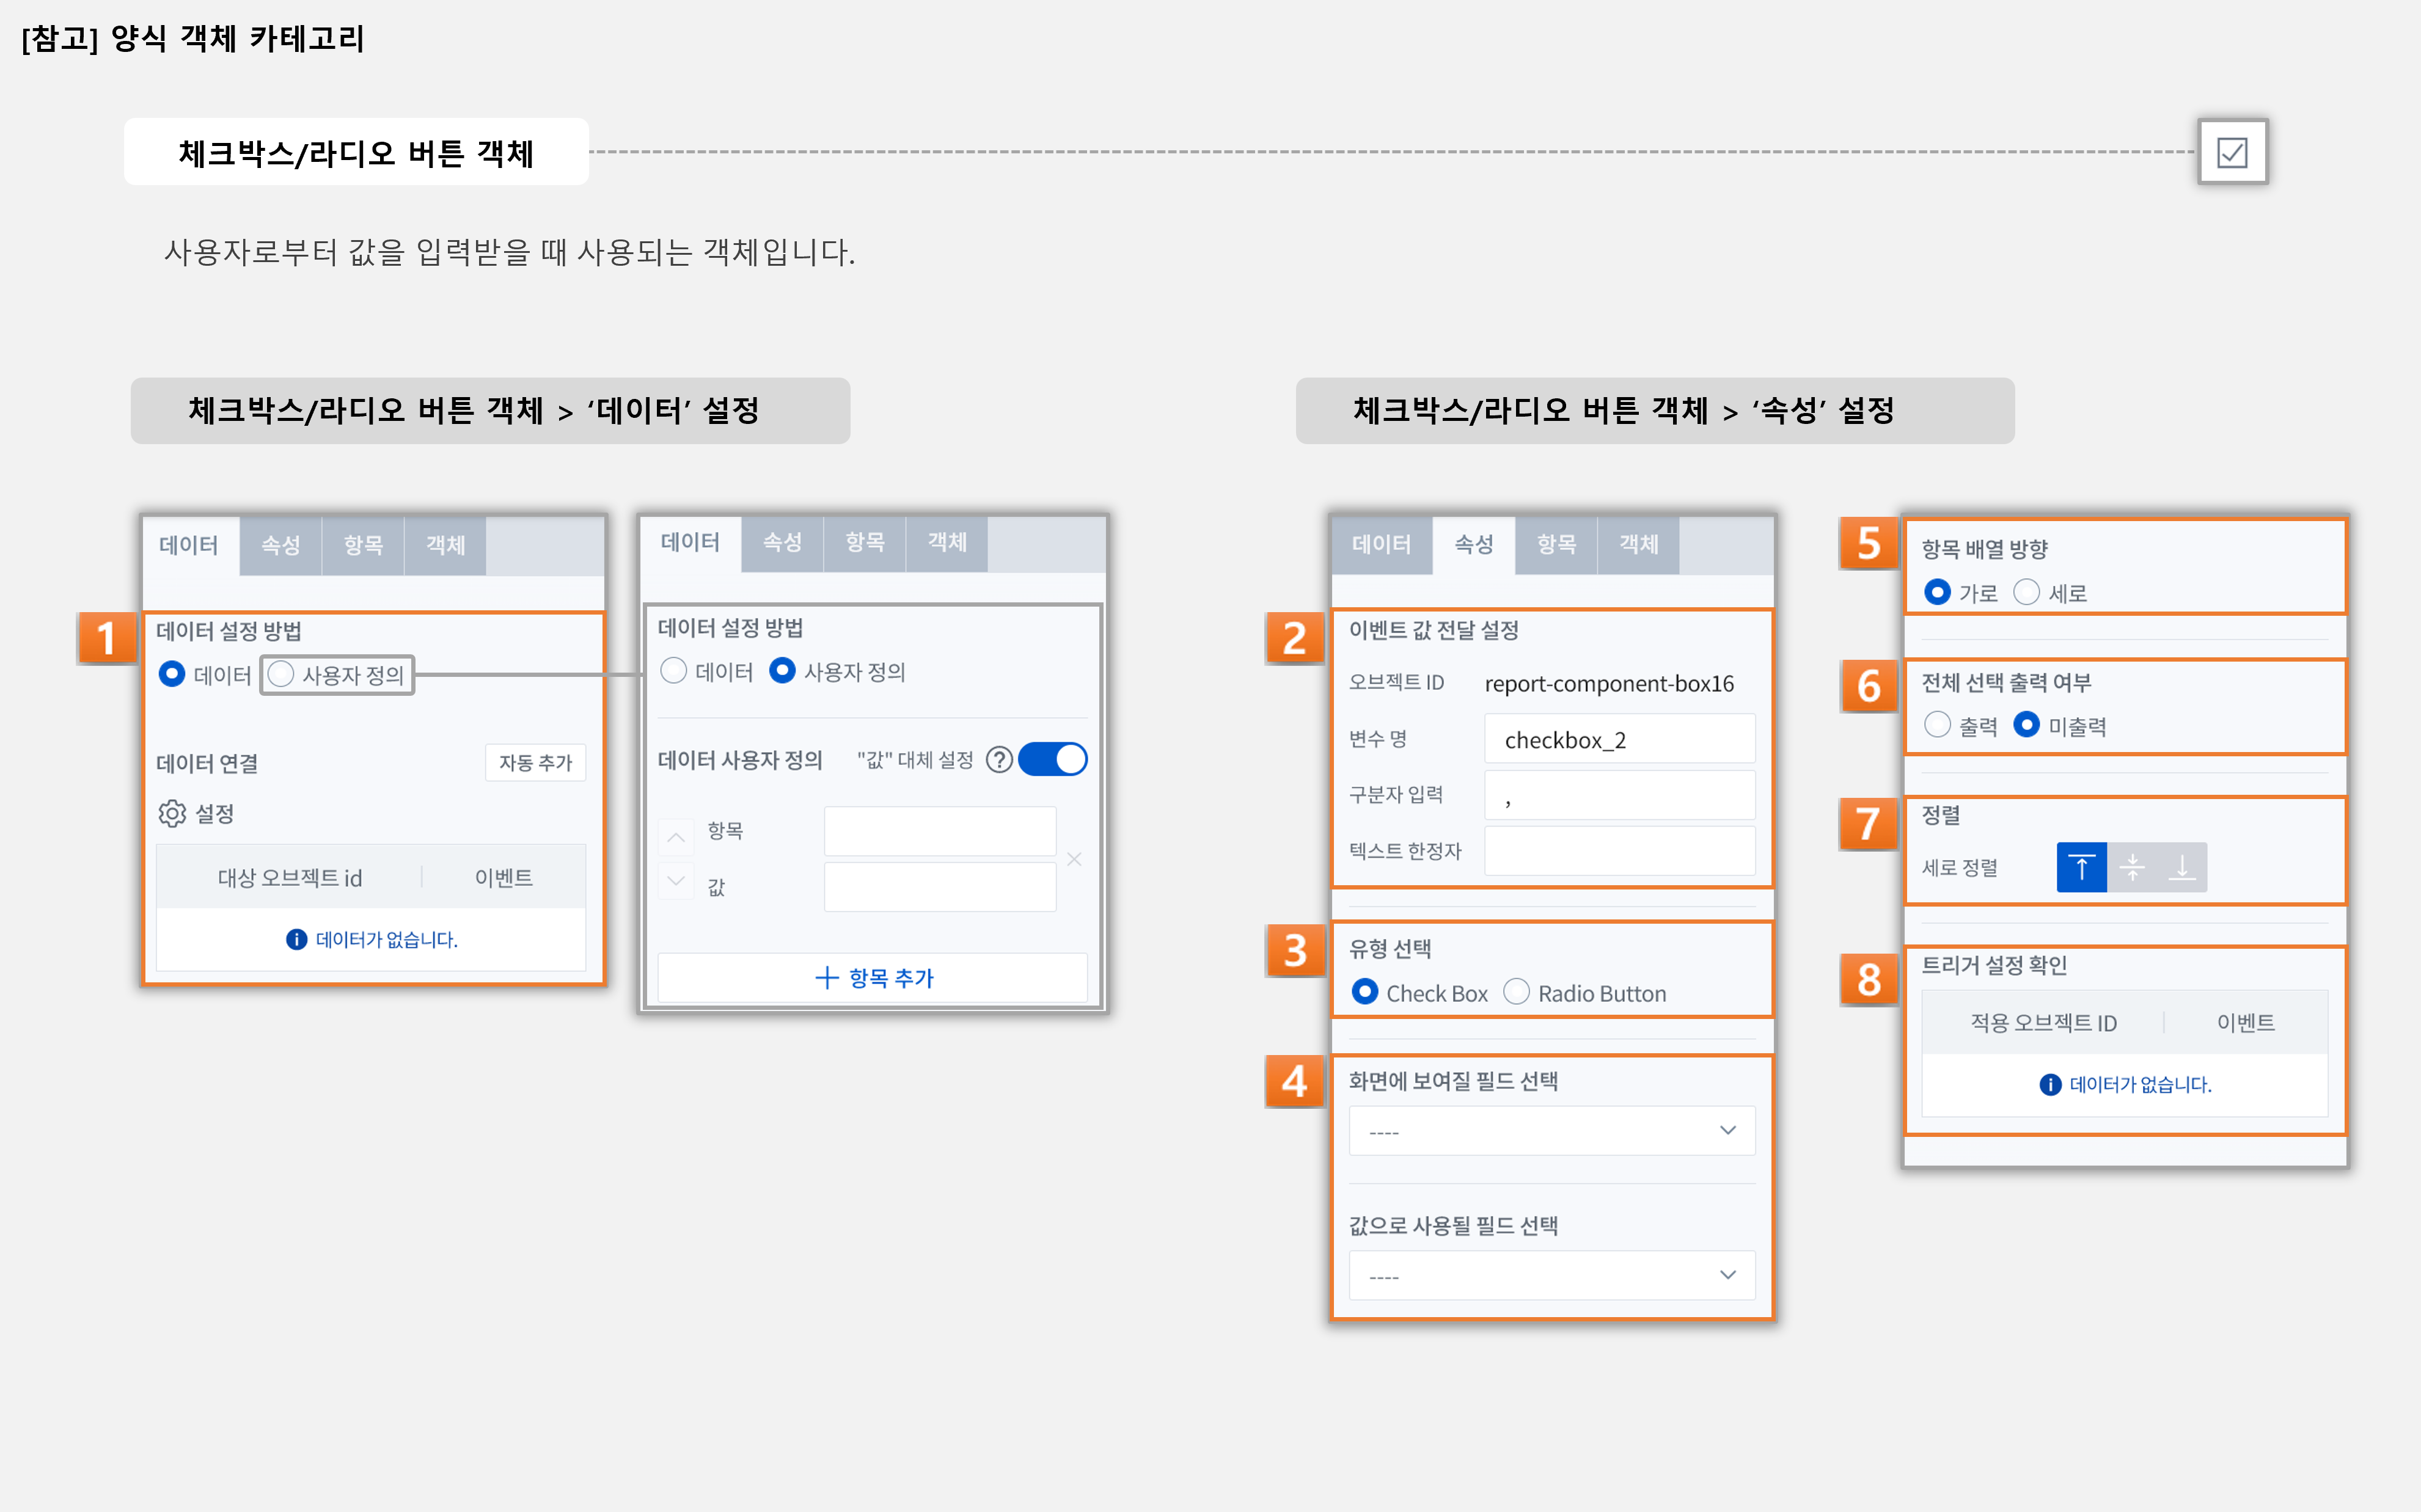 [참고] 양식 객체 카테고리
체크박스/라디오 버튼 객체
사용자로부터 값을 입력받을 때 사용되는 객체입니다.
체크박스/라디오 버튼 객체 > ‘데이터’ 설정
데이터 속성 항목 객체
1
데이터 설정 방법
데이터 사용자 정의
데이터 연결 자동 추가
설정
대상 오브젝트 id 이벤트
데이터가 없습니다.
데이터 속성 항목 객체
데이터 설정 방법
데이터 사용자 정의
데이터 사용자 정의 "값" 대체 설정 ?
항목
값
+ 항목 추가
체크박스/라디오 버튼 객체 > ‘속성’ 설정
데이터 속성 항목 객체
2
이벤트 값 전달 설정
오브젝트 ID report-component-box16
변수 명 checkbox_2
구분자 입력 ,
텍스트 한정자
3
유형 선택
Check Box Radio Button
4
화면에 보여질 필드 선택
----
값으로 사용될 필드 선택
----
5
항목 배열 방향
가로 세로
6
전체 선택 출력 여부
출력 미출력
7
정렬
세로 정렬
8
트리거 설정 확인
적용 오브젝트 ID 이벤트
데이터가 없습니다.